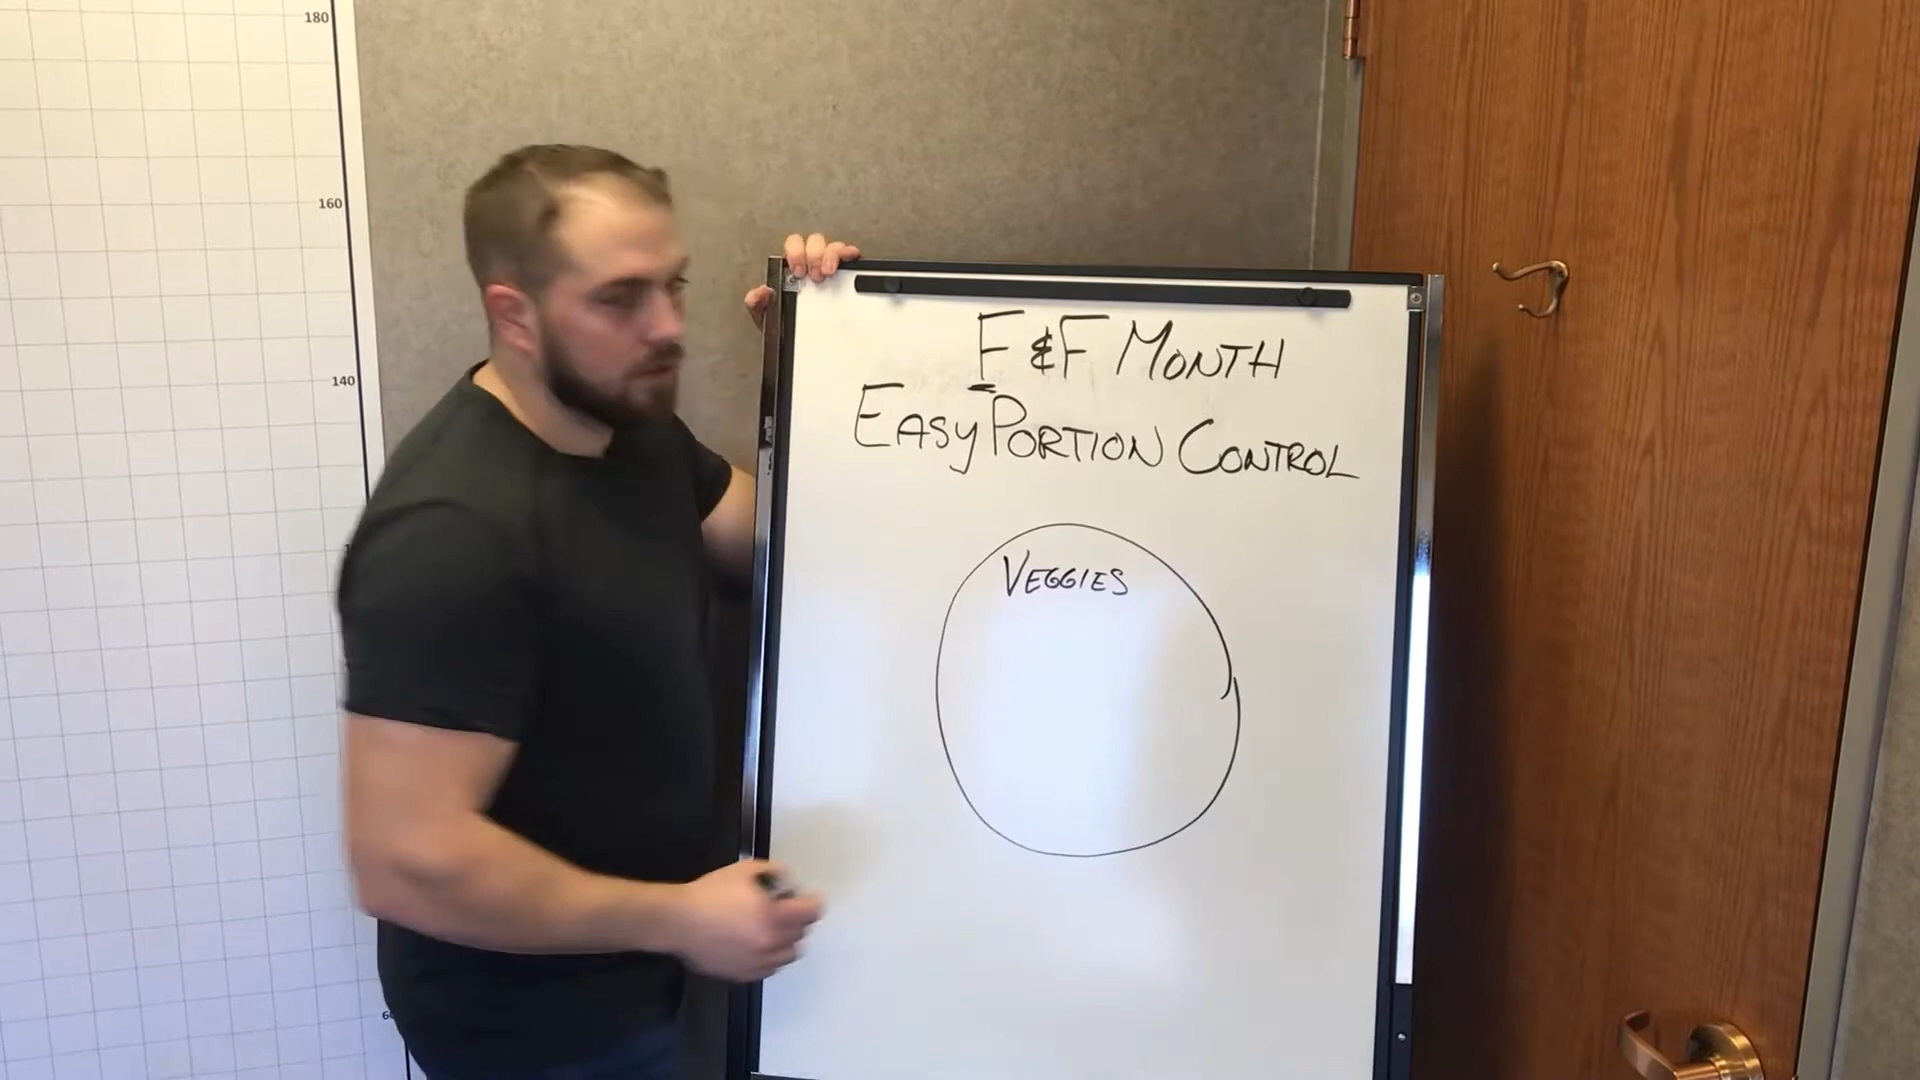 180
160
140
F & F MONTH
EASY PORTION CONTROL
VEGGIES